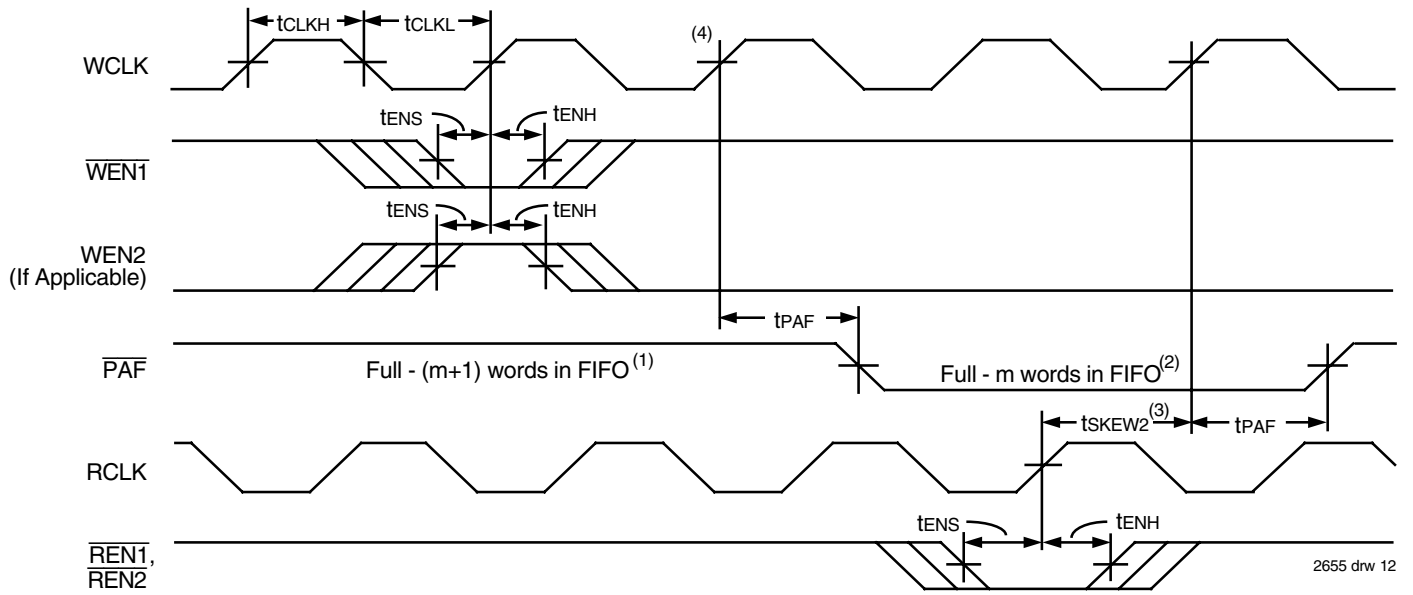 tCLKH
tCLKL
(4)
WCLK
tENS
tENH
WEN1
tENS
tENH
WEN2
(If Applicable)
tPAF
PAF
Full - (m+1) words in FIFO(1)
Full - m words in FIFO(2)
tSKEW2(3)
tPAF
RCLK
tENS
tENH
REN1,
REN2
2655 drw 12